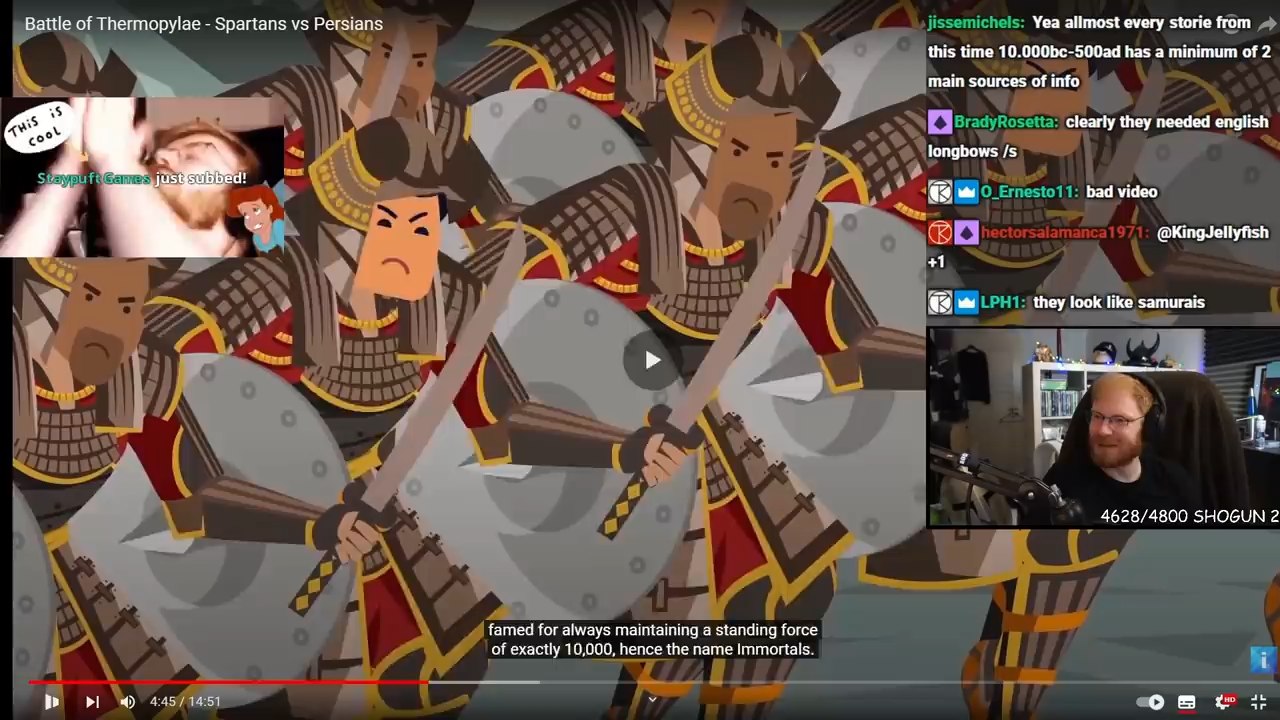 Battle of Thermopylae - Spartans vs Persians
THIS IS
COOL
Staypuft Games just subbed!
jissemichels: Yea allmost every storie from
this time 10.000bc-500ad has a minimum of 2
main sources of info
BradyRosetta: clearly they needed english
longbows /s
O_Ernesto11: bad video
hectorsalamanca1971: @KingJellyfish
+1
LPH1: they look like samurais
4628/4800 SHOGUN 2
famed for always maintaining a standing force
of exactly 10,000, hence the name Immortals.
4:45 / 14:51
HD